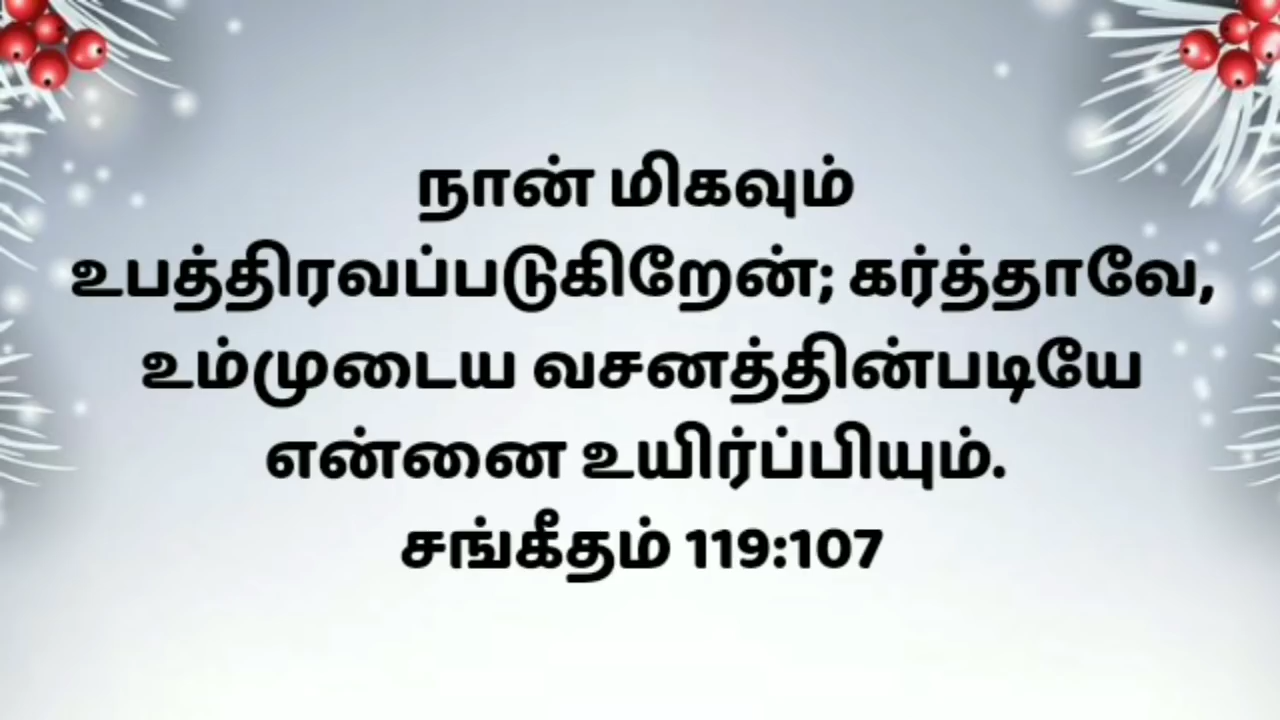 நான் மிகவும்
உபத்திரவப்படுகிறேன்; கர்த்தாவே,
உம்முடைய வசனத்தின்படியே
என்னை உயிர்ப்பியும்.
சங்கீதம் 119:107